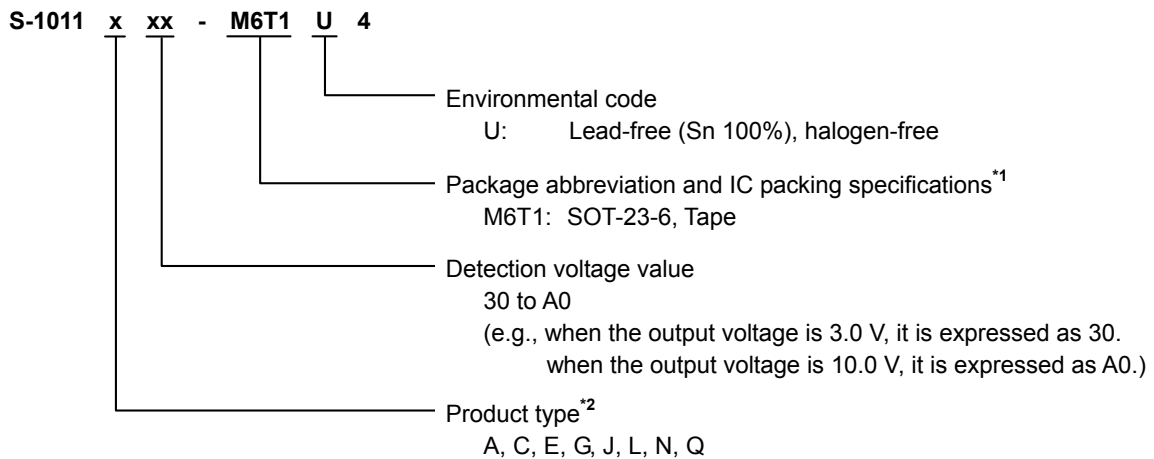 S-1011 x xx - M6T1 U 4
Environmental code
U: Lead-free (Sn 100%), halogen-free
Package abbreviation and IC packing specifications*1
M6T1: SOT-23-6, Tape
Detection voltage value
30 to A0
(e.g., when the output voltage is 3.0 V, it is expressed as 30.
when the output voltage is 10.0 V, it is expressed as A0.)
Product type*2
A, C, E, G, J, L, N, Q